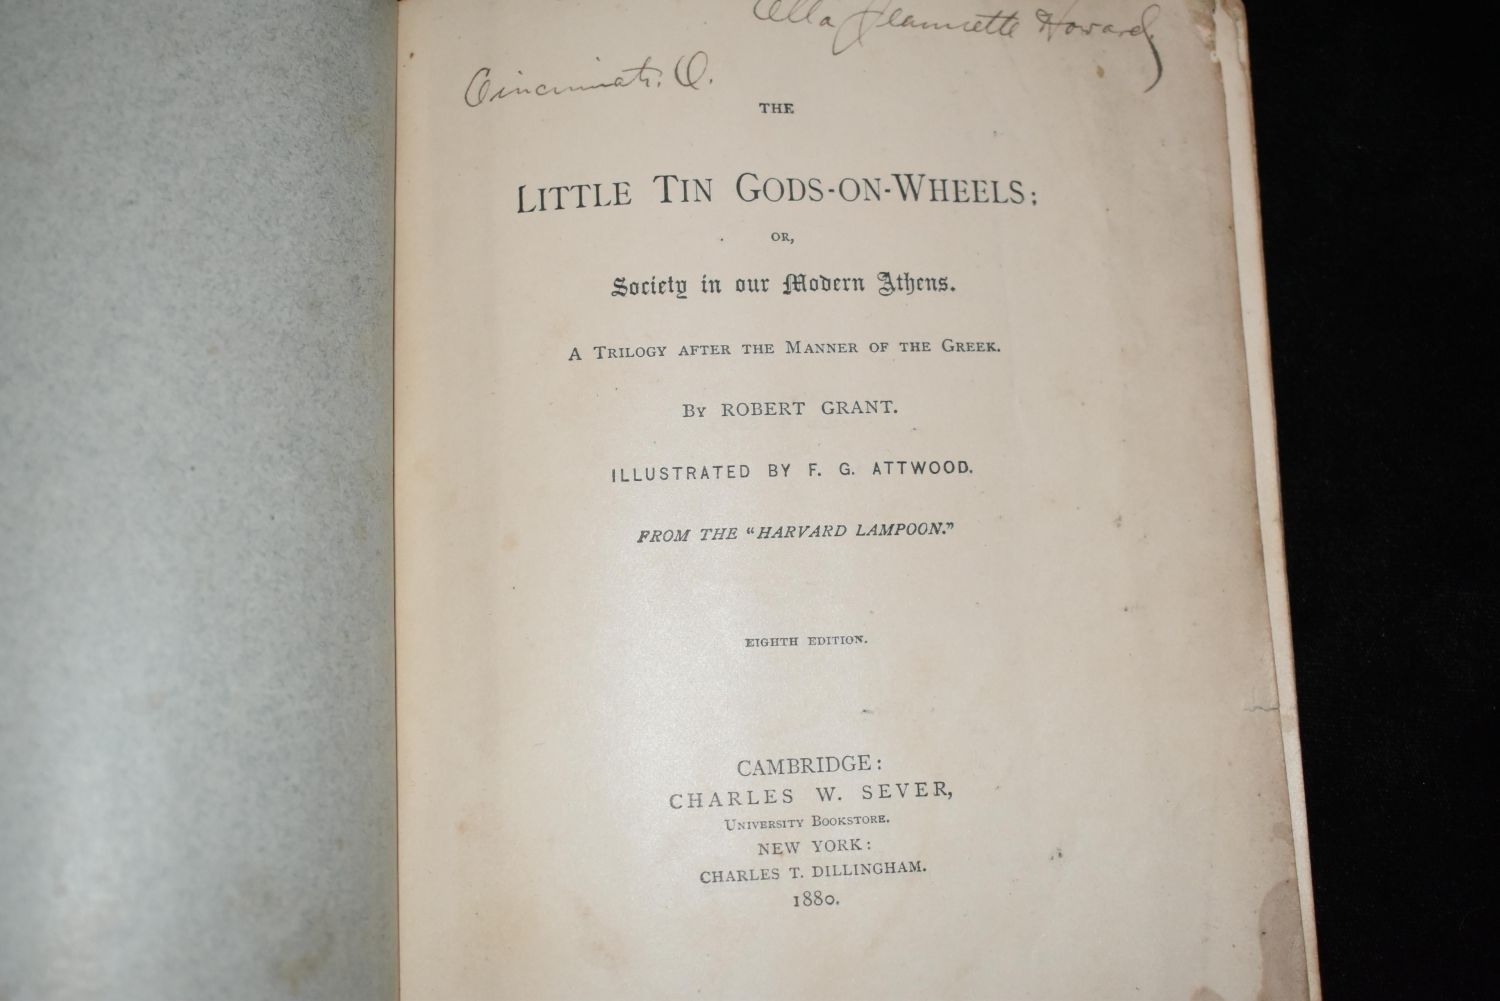 Ella Jeannette Howard.
Cincinnati. O.
THE
LITTLE TIN GODS-ON-WHEELS;
OR,
Society in our Modern Athens.
A TRILOGY AFTER THE MANNER OF THE GREEK.
BY ROBERT GRANT.
ILLUSTRATED BY F. G. ATTWOOD.
FROM THE "HARVARD LAMPOON."
EIGHTH EDITION.
CAMBRIDGE:
CHARLES W. SEVER,
UNIVERSITY BOOKSTORE.
NEW YORK:
CHARLES T. DILLINGHAM.
1880.